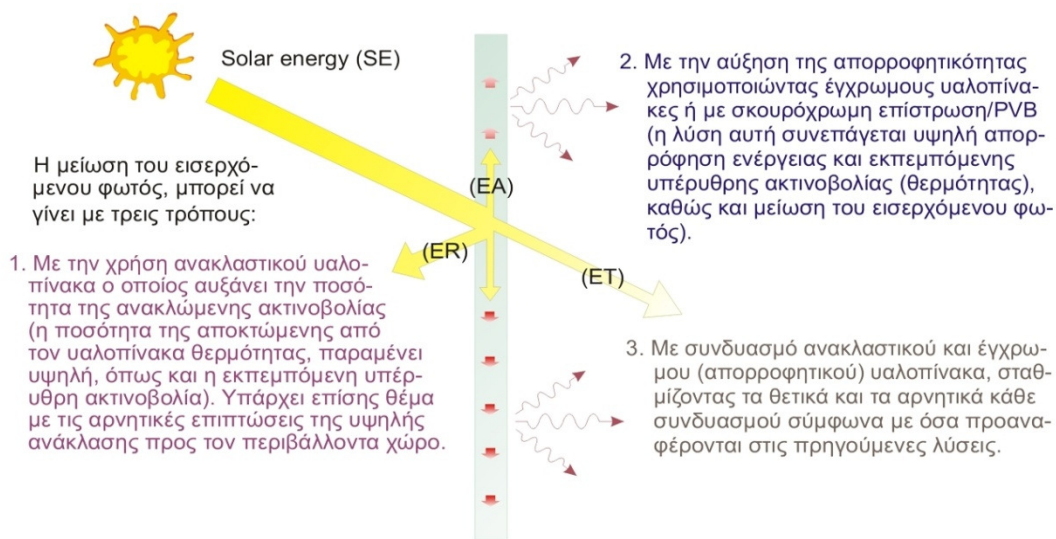 Solar energy (SE)
Η μείωση του εισερχό-
μενου φωτός, μπορεί να
γίνει με τρεις τρόπους:
(EA)
(ER)
(ET)
1. Με την χρήση ανακλαστικού υαλο-
πίνακα ο οποίος αυξάνει την ποσό-
τητα της ανακλώμενης ακτινοβολίας
(η ποσότητα της αποκτώμενης από
τον υαλοπίνακα θερμότητας, παραμένει
υψηλή, όπως και η εκπεμπόμενη υπέρ-
υθρη ακτινοβολία). Υπάρχει επίσης θέμα
με τις αρνητικές επιπτώσεις της υψηλής
ανάκλασης προς τον περιβάλλοντα χώρο.
2. Με την αύξηση της απορροφητικότητας
χρησιμοποιώντας έγχρωμους υαλοπίνα-
κες ή με σκουρόχρωμη επίστρωση/PVB
(η λύση αυτή συνεπάγεται υψηλή απορ-
ρόφηση ενέργειας και εκπεμπόμενης
υπέρυθρης ακτινοβολίας (θερμότητας),
καθώς και μείωση του εισερχόμενου φω-
τός).
3. Με συνδυασμό ανακλαστικού και έγχρω-
μου (απορροφητικού) υαλοπίνακα, σταθ-
μίζοντας τα θετικά και τα αρνητικά κάθε
συνδυασμού σύμφωνα με όσα προανα-
φέρονται στις πρηγούμενες λύσεις.